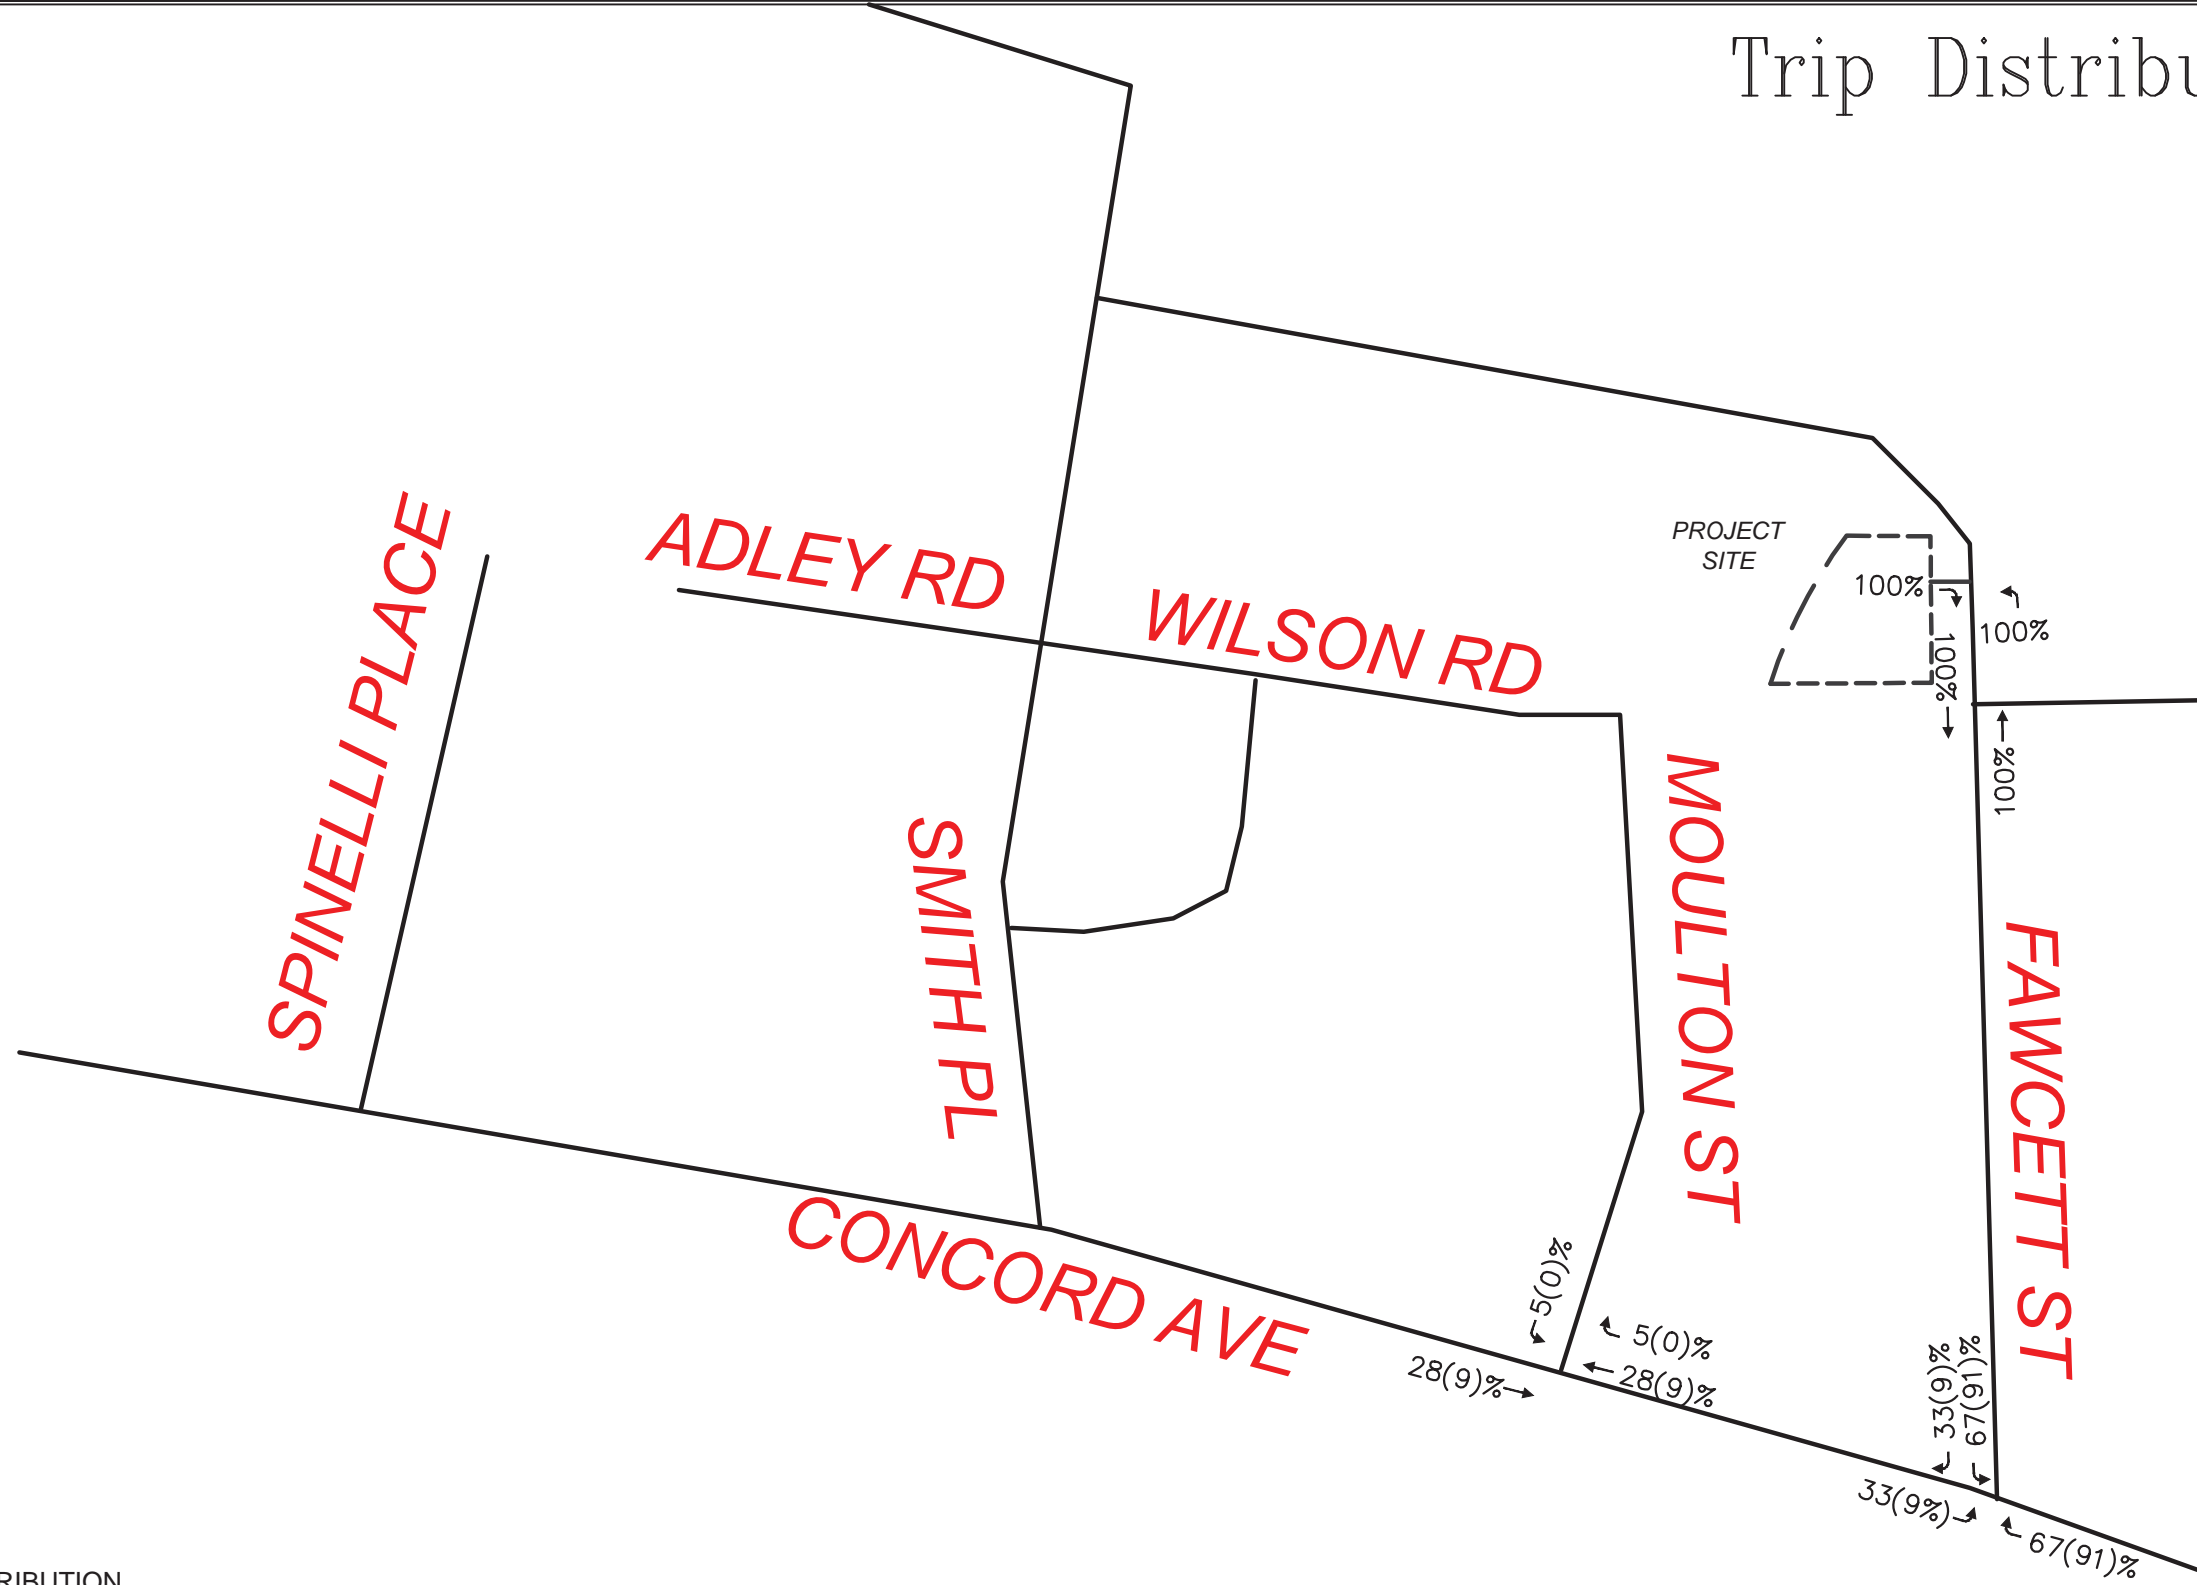 Trip Distribu
PROJECT
SITE
100%
100%
100%
100%
SPINELLI PLACE
ADLEY RD
WILSON RD
SMITH PL
MOULTON ST
FAWCETT ST
CONCORD AVE
5(0)%
5(0)%
28(9)%
28(9)%
33(9)%
67(91)%
33(9%)
67(91)%
RIBUTION